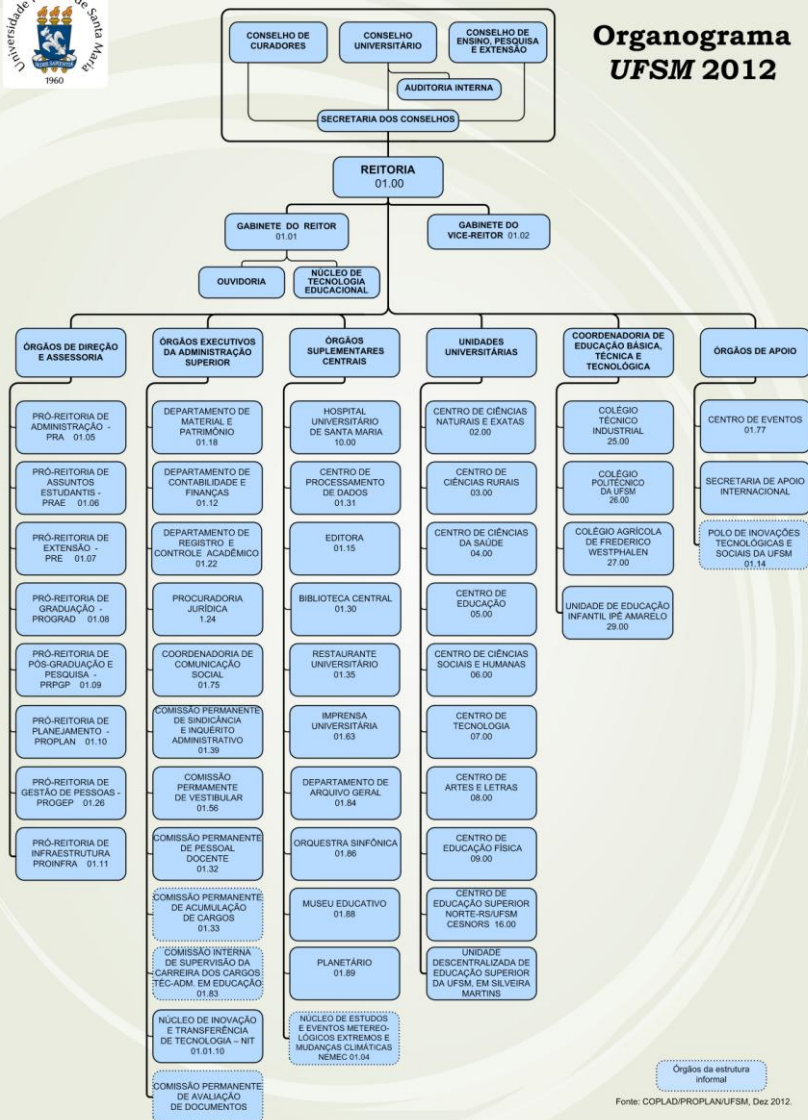 Universidade
de Santa Maria
1960
Organograma
UFSM 2012
CONSELHO DE
CURADORES
CONSELHO
UNIVERSITÁRIO
CONSELHO DE
ENSINO, PESQUISA
E EXTENSÃO
AUDITORIA INTERNA
SECRETARIA DOS CONSELHOS
REITORIA
01.00
GABINETE DO REITOR
01.01
GABINETE DO
VICE-REITOR 01.02
OUVIDORIA
NÚCLEO DE
TECNOLOGIA
EDUCACIONAL
ÓRGÃOS DE DIREÇÃO
E ASSESSORIA
PRÓ-REITORIA DE
ADMINISTRAÇÃO -
PRA 01.05
PRÓ-REITORIA DE
ASSUNTOS
ESTUDANTIS -
PRAE 01.06
PRÓ-REITORIA DE
EXTENSÃO -
PRE 01.07
PRÓ-REITORIA DE
GRADUAÇÃO -
PROGRAD 01.08
PRÓ-REITORIA DE
PÓS-GRADUAÇÃO E
PESQUISA -
PRPGP 01.09
PRÓ-REITORIA DE
PLANEJAMENTO -
PROPLAN 01.10
PRÓ-REITORIA DE
GESTÃO DE PESSOAS -
PROGEP 01.26
PRÓ-REITORIA DE
INFRAESTRUTURA
PROINFRA 01.11
ÓRGÃOS EXECUTIVOS
DA ADMINISTRAÇÃO
SUPERIOR
DEPARTAMENTO DE
MATERIAL E
PATRIMÔNIO
01.18
DEPARTAMENTO DE
CONTABILIDADE E
FINANÇAS
01.12
DEPARTAMENTO DE
REGISTRO E
CONTROLE ACADÊMICO
01.22
PROCURADORIA
JURÍDICA
1.24
COORDENADORIA DE
COMUNICAÇÃO
SOCIAL
01.75
COMISSÃO PERMANENTE
DE SINDICÂNCIA
E INQUÉRITO
ADMINISTRATIVO
01.39
COMISSÃO
PERMAMENTE
DE VESTIBULAR
01.56
COMISSÃO PERMANENTE
DE PESSOAL
DOCENTE
01.32
COMISSÃO PERMANENTE
DE ACUMULAÇÃO
DE CARGOS
01.33
COMISSÃO INTERNA
DE SUPERVISÃO DA
CARREIRA DOS CARGOS
TÉC-ADM. EM EDUCAÇÃO
01.83
NÚCLEO DE INOVAÇÃO
E TRANSFERÊNCIA
DE TECNOLOGIA – NIT
01.01.10
COMISSÃO PERMANENTE
DE AVALIAÇÃO
DE DOCUMENTOS
ÓRGÃOS
SUPLEMENTARES
CENTRAIS
HOSPITAL
UNIVERSITÁRIO
DE SANTA MARIA
10.00
CENTRO DE
PROCESSAMENTO
DE DADOS
01.31
EDITORA
01.15
BIBLIOTECA CENTRAL
01.30
RESTAURANTE
UNIVERSITÁRIO
01.35
IMPRENSA
UNIVERSITÁRIA
01.63
DEPARTAMENTO DE
ARQUIVO GERAL
01.84
ORQUESTRA SINFÔNICA
01.86
MUSEU EDUCATIVO
01.88
PLANETÁRIO
01.89
NÚCLEO DE ESTUDOS
E EVENTOS METEREO-
LÓGICOS EXTREMOS E
MUDANÇAS CLIMÁTICAS
NEMEC 01.04
UNIDADES
UNIVERSITÁRIAS
CENTRO DE CIÊNCIAS
NATURAIS E EXATAS
02.00
CENTRO DE
CIÊNCIAS RURAIS
03.00
CENTRO DE CIÊNCIAS
DA SAÚDE
04.00
CENTRO DE
EDUCAÇÃO
05.00
CENTRO DE CIÊNCIAS
SOCIAIS E HUMANAS
06.00
CENTRO DE
TECNOLOGIA
07.00
CENTRO DE
ARTES E LETRAS
08.00
CENTRO DE
EDUCAÇÃO FÍSICA
09.00
CENTRO DE
EDUCAÇÃO SUPERIOR
NORTE-RS/UFSM
CESNORS 16.00
UNIDADE
DESCENTRALIZADA DE
EDUCAÇÃO SUPERIOR
DA UFSM, EM SILVEIRA
MARTINS
COORDENADORIA DE
EDUCAÇÃO BÁSICA,
TÉCNICA E
TECNOLÓGICA
COLÉGIO
TÉCNICO
INDUSTRIAL
25.00
COLÉGIO
POLITÉCNICO
DA UFSM
26.00
COLÉGIO AGRÍCOLA
DE FREDERICO
WESTPHALEN
27.00
UNIDADE DE EDUCAÇÃO
INFANTIL IPÊ AMARELO
29.00
ÓRGÃOS DE APOIO
CENTRO DE EVENTOS
01.77
SECRETARIA DE APOIO
INTERNACIONAL
POLO DE INOVAÇÕES
TECNOLÓGICAS E
SOCIAIS DA UFSM
01.14
Órgãos da estrutura
informal
Fonte: COPLAD/PROPLAN/UFSM, Dez 2012.